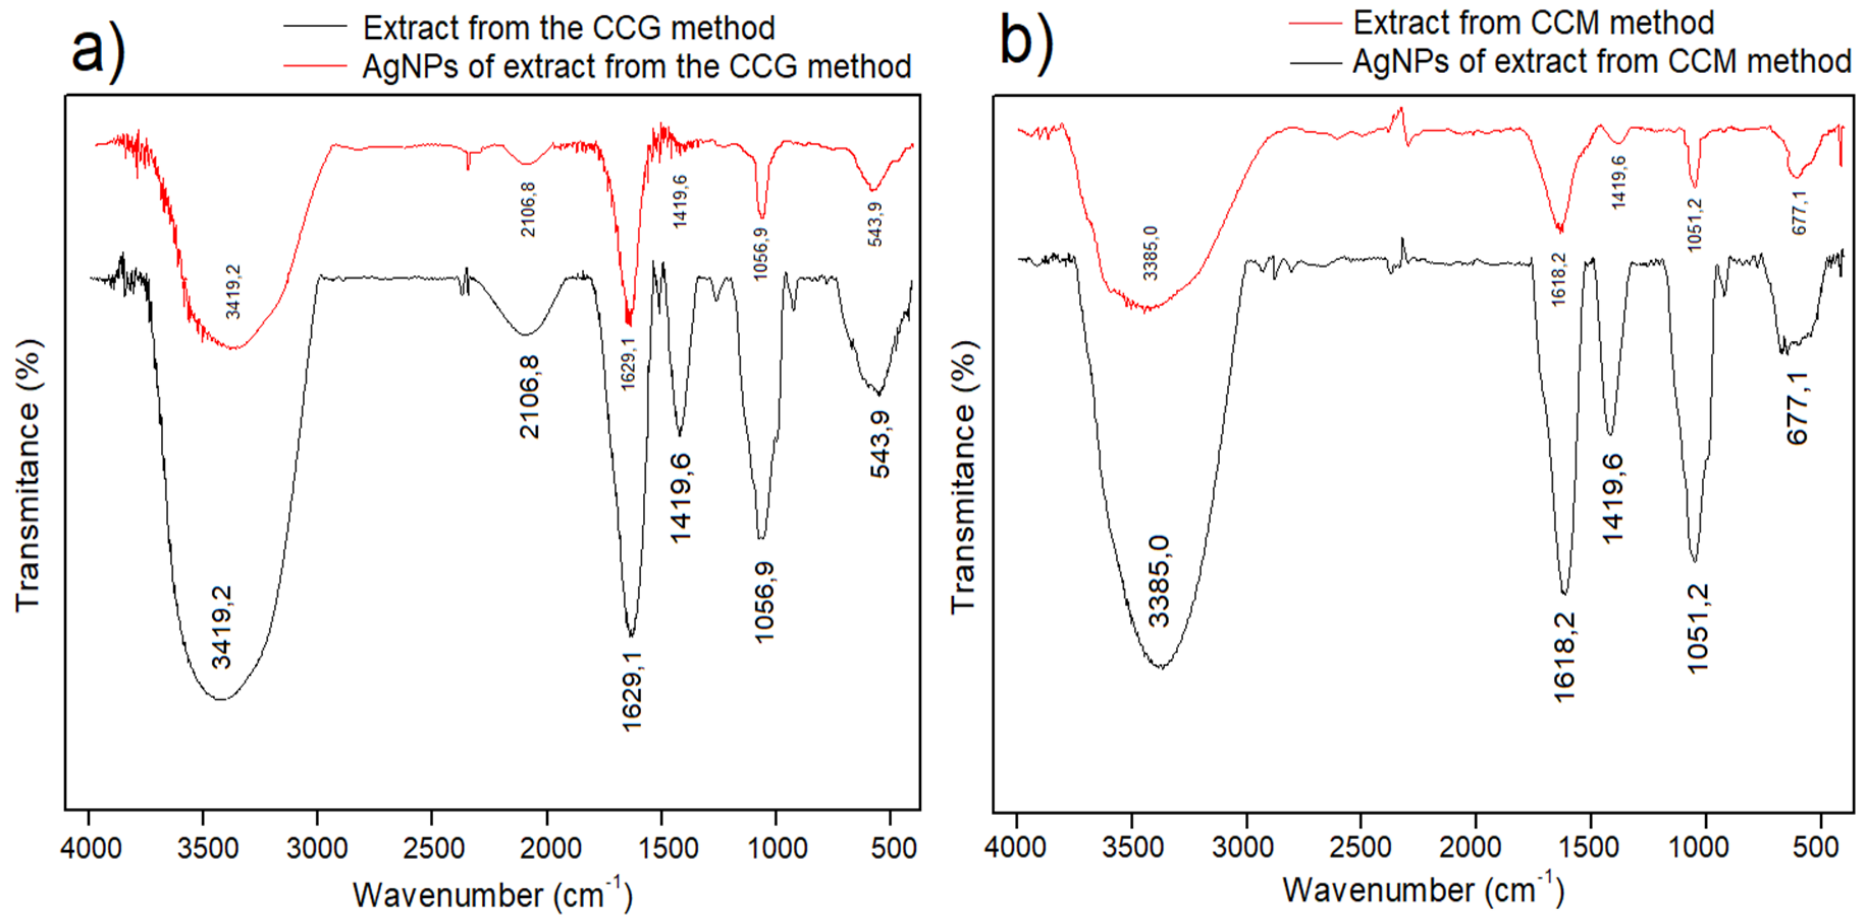 a)
Extract from the CCG method
AgNPs of extract from the CCG method
3419,2
2106,8
1629,1
1419,6
1056,9
543,9
3419,2
2106,8
1629,1
1419,6
1056,9
543,9
Transmitance (%)
4000 3500 3000 2500 2000 1500 1000 500
Wavenumber (cm⁻¹)
b)
Extract from CCM method
AgNPs of extract from CCM method
3385,0
1618,2
1419,6
1051,2
677,1
3385,0
1618,2
1419,6
1051,2
677,1
Transmitance (%)
4000 3500 3000 2500 2000 1500 1000 500
Wavenumber (cm⁻¹)